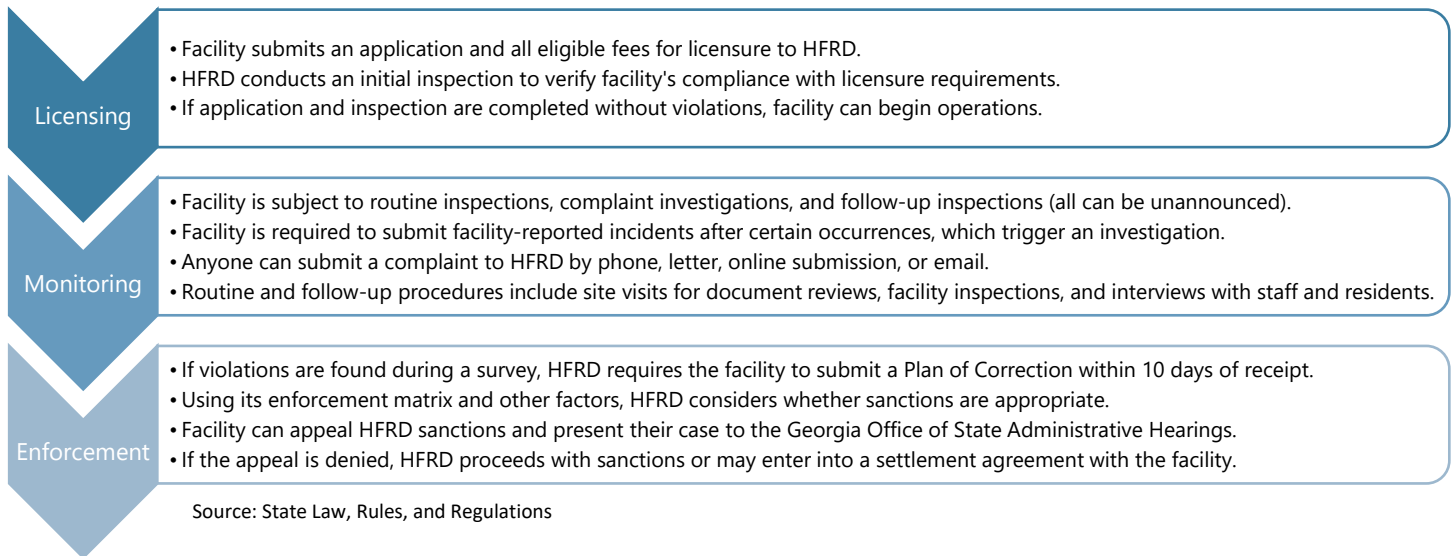 Licensing
• Facility submits an application and all eligible fees for licensure to HFRD.
• HFRD conducts an initial inspection to verify facility's compliance with licensure requirements.
• If application and inspection are completed without violations, facility can begin operations.
Monitoring
• Facility is subject to routine inspections, complaint investigations, and follow-up inspections (all can be unannounced).
• Facility is required to submit facility-reported incidents after certain occurrences, which trigger an investigation.
• Anyone can submit a complaint to HFRD by phone, letter, online submission, or email.
• Routine and follow-up procedures include site visits for document reviews, facility inspections, and interviews with staff and residents.
Enforcement
• If violations are found during a survey, HFRD requires the facility to submit a Plan of Correction within 10 days of receipt.
• Using its enforcement matrix and other factors, HFRD considers whether sanctions are appropriate.
• Facility can appeal HFRD sanctions and present their case to the Georgia Office of State Administrative Hearings.
• If the appeal is denied, HFRD proceeds with sanctions or may enter into a settlement agreement with the facility.
Source: State Law, Rules, and Regulations